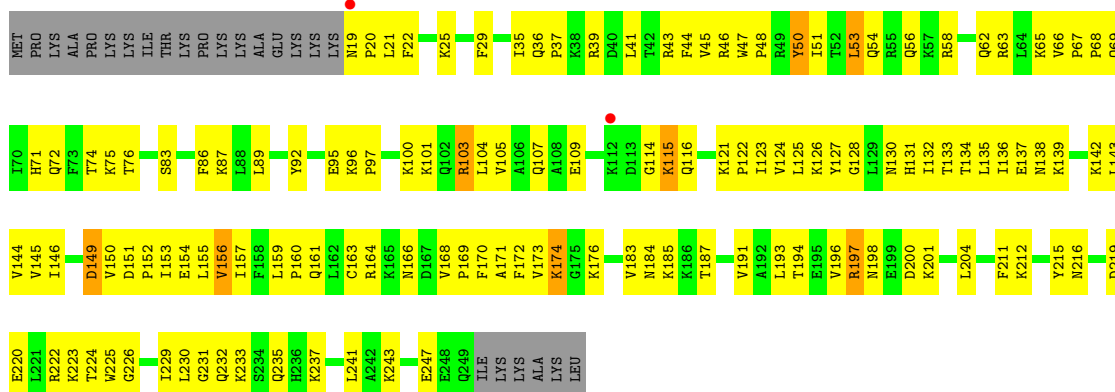 MET PRO LYS ALA PRO LYS LYS ILE THR LYS PRO LYS LYS ALA GLU LYS LYS LYS N19 P20 L21 F22 K25 F29 I35 Q36 P37 K38 R39 D40 L41 T42 R43 F44 V45 R46 W47 P48 R49 Y50 I51 T52 L53 Q54 R55 Q56 K57 R58 Q62 R63 L64 K65 V66 P67 P68
I70 H71 Q72 F73 T74 K75 T76 S83 F86 K87 L88 L89 Y92 E95 K96 P97 K100 K101 Q102 R103 L104 V105 A106 Q107 A108 E109 K112 D113 G114 K115 Q116 K121 P122 I123 V124 L125 K126 Y127 G128 L129 N130 H131 I132 T133 T134 L135 I136 E137 N138 K139 K142 L143
V144 V145 I146 D149 V150 D151 P152 I153 E154 L155 V156 I157 F158 L159 P160 Q161 L162 C163 R164 K165 N166 D167 V168 P169 F170 A171 F172 V173 K174 G175 K176 V183 N184 K185 K186 T187 V191 A192 L193 T194 E195 V196 R197 N198 E199 D200 K201 L204 F211 K212 Y215 N216
E220 L221 R222 K223 T224 W225 G226 I229 L230 G231 Q232 K233 S234 Q235 H236 K237 L241 A242 K243 E247 E248 Q249 ILE LYS LYS ALA LYS LEU